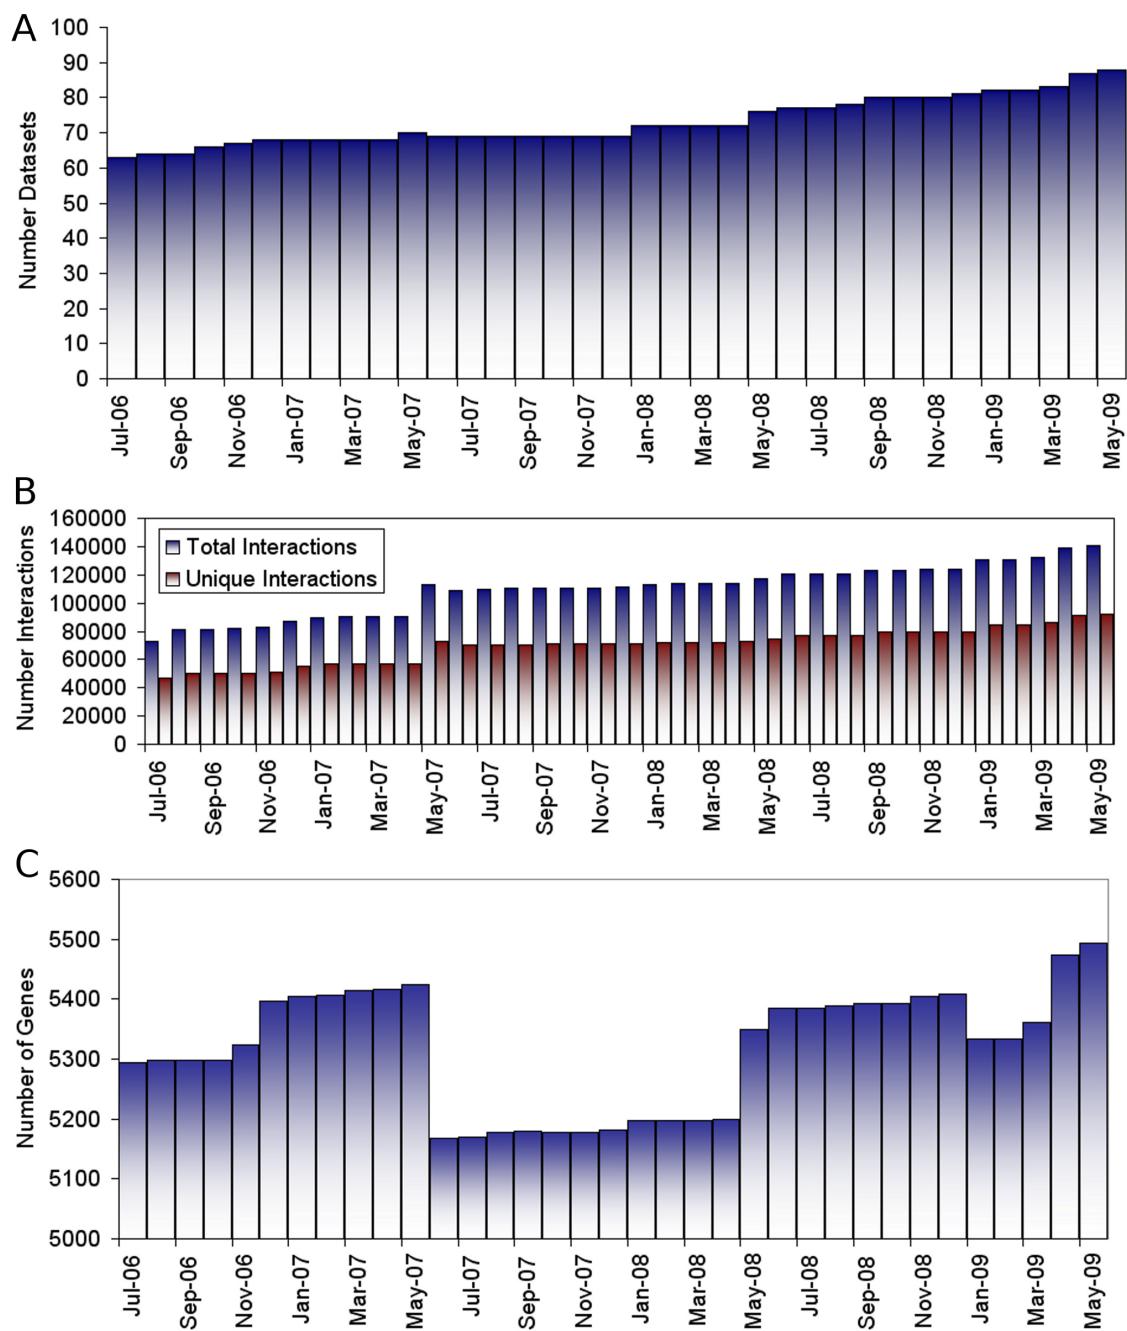 A
100
90
80
70
60
50
40
30
20
10
0
Number Datasets
Jul-06
Sep-06
Nov-06
Jan-07
Mar-07
May-07
Jul-07
Sep-07
Nov-07
Jan-08
Mar-08
May-08
Jul-08
Sep-08
Nov-08
Jan-09
Mar-09
May-09
B
160000
140000
120000
100000
80000
60000
40000
20000
0
Number Interactions
Total Interactions
Unique Interactions
Jul-06
Sep-06
Nov-06
Jan-07
Mar-07
May-07
Jul-07
Sep-07
Nov-07
Jan-08
Mar-08
May-08
Jul-08
Sep-08
Nov-08
Jan-09
Mar-09
May-09
C
5600
5500
5400
5300
5200
5100
5000
Number of Genes
Jul-06
Sep-06
Nov-06
Jan-07
Mar-07
May-07
Jul-07
Sep-07
Nov-07
Jan-08
Mar-08
May-08
Jul-08
Sep-08
Nov-08
Jan-09
Mar-09
May-09